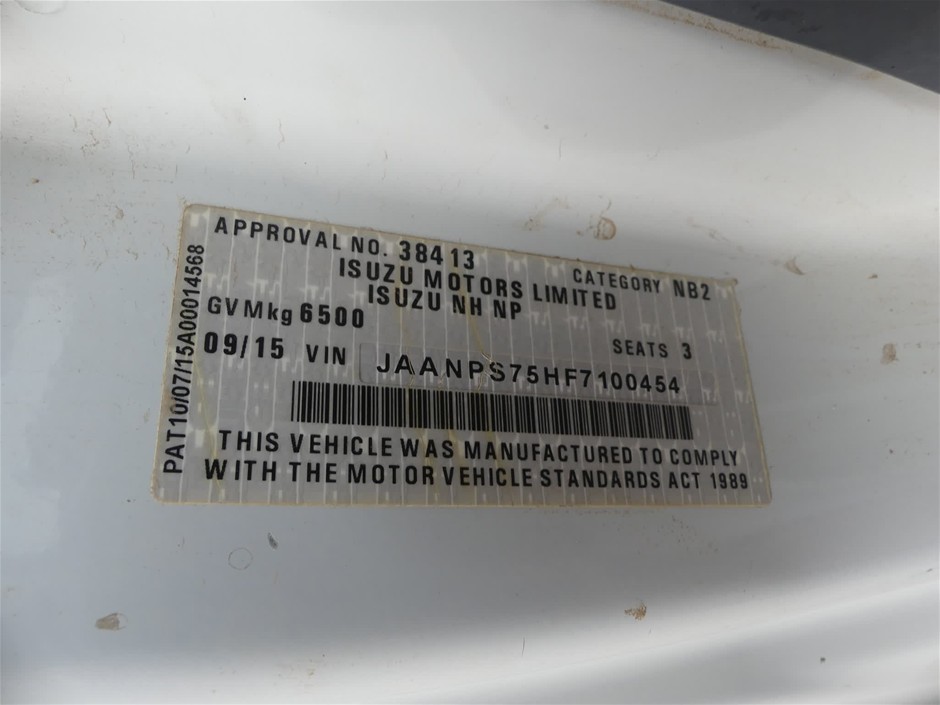 APPROVAL NO. 38413 CATEGORY NB2
ISUZU MOTORS LIMITED
ISUZU NH NP
GVMkg 6500 SEATS 3
09/15 VIN JAANPS75HF7100454
THIS VEHICLE WAS MANUFACTURED TO COMPLY
WITH THE MOTOR VEHICLE STANDARDS ACT 1989
PAT10/07/15A00014568